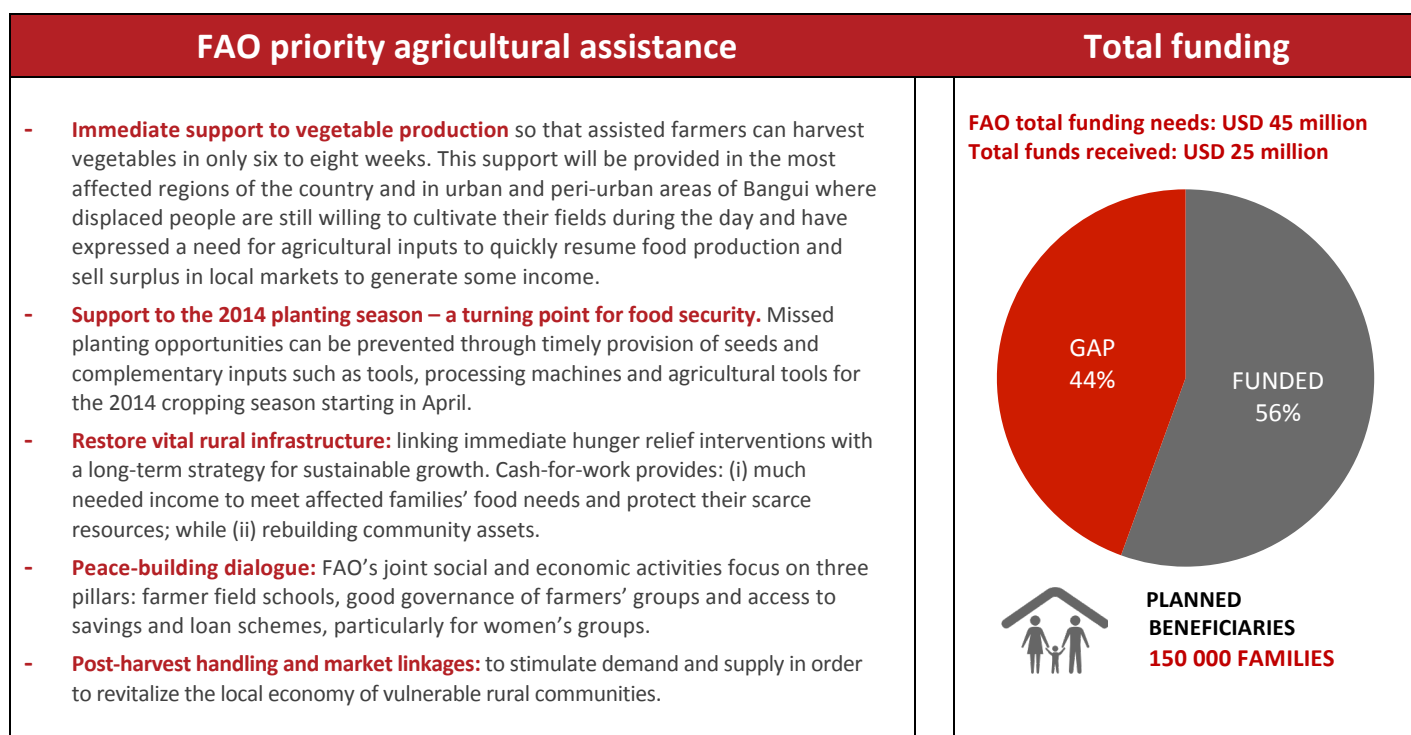 FAO priority agricultural assistance
- Immediate support to vegetable production so that assisted farmers can harvest
vegetables in only six to eight weeks. This support will be provided in the most
affected regions of the country and in urban and peri-urban areas of Bangui where
displaced people are still willing to cultivate their fields during the day and have
expressed a need for agricultural inputs to quickly resume food production and
sell surplus in local markets to generate some income.
- Support to the 2014 planting season – a turning point for food security. Missed
planting opportunities can be prevented through timely provision of seeds and
complementary inputs such as tools, processing machines and agricultural tools for
the 2014 cropping season starting in April.
- Restore vital rural infrastructure: linking immediate hunger relief interventions with
a long-term strategy for sustainable growth. Cash-for-work provides: (i) much
needed income to meet affected families’ food needs and protect their scarce
resources; while (ii) rebuilding community assets.
- Peace-building dialogue: FAO’s joint social and economic activities focus on three
pillars: farmer field schools, good governance of farmers’ groups and access to
savings and loan schemes, particularly for women’s groups.
- Post-harvest handling and market linkages: to stimulate demand and supply in order
to revitalize the local economy of vulnerable rural communities.
Total funding
FAO total funding needs: USD 45 million
Total funds received: USD 25 million
GAP
44%
FUNDED
56%
PLANNED
BENEFICIARIES
150 000 FAMILIES